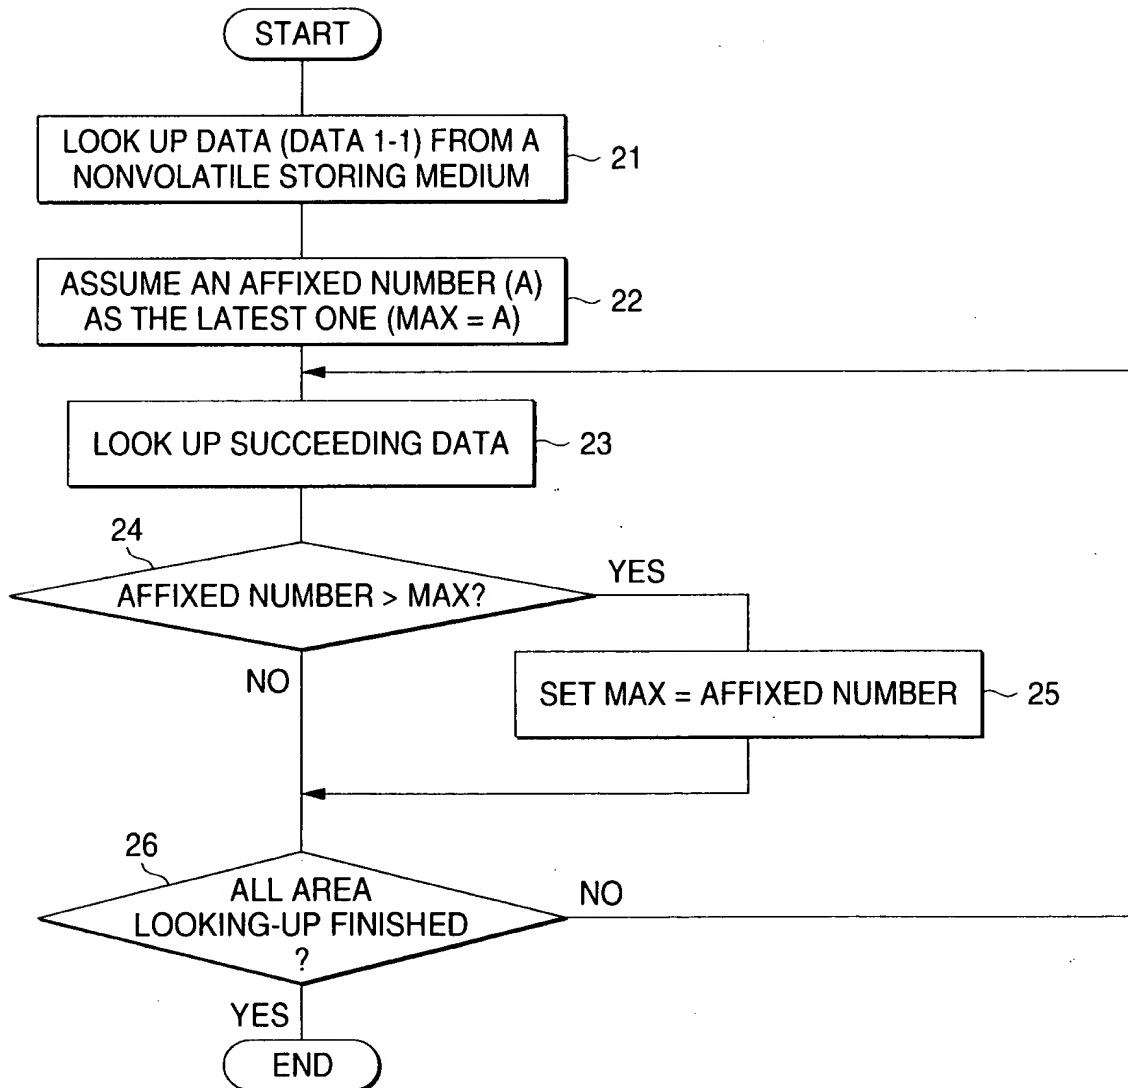 START
LOOK UP DATA (DATA 1-1) FROM A
NONVOLATILE STORING MEDIUM
21
ASSUME AN AFFIXED NUMBER (A)
AS THE LATEST ONE (MAX = A)
22
LOOK UP SUCCEEDING DATA
23
24
AFFIXED NUMBER > MAX?
YES
NO
SET MAX = AFFIXED NUMBER
25
26
ALL AREA
LOOKING-UP FINISHED
?
NO
YES
END